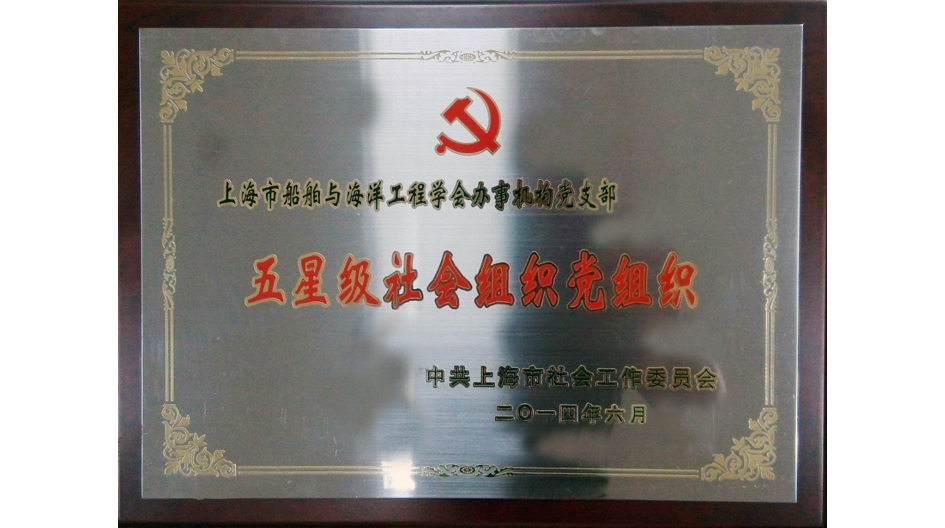 上海市船舶与海洋工程学会办事机构党支部
五星级社会组织党组织
中共上海市社会工作委员会
二〇一四年六月